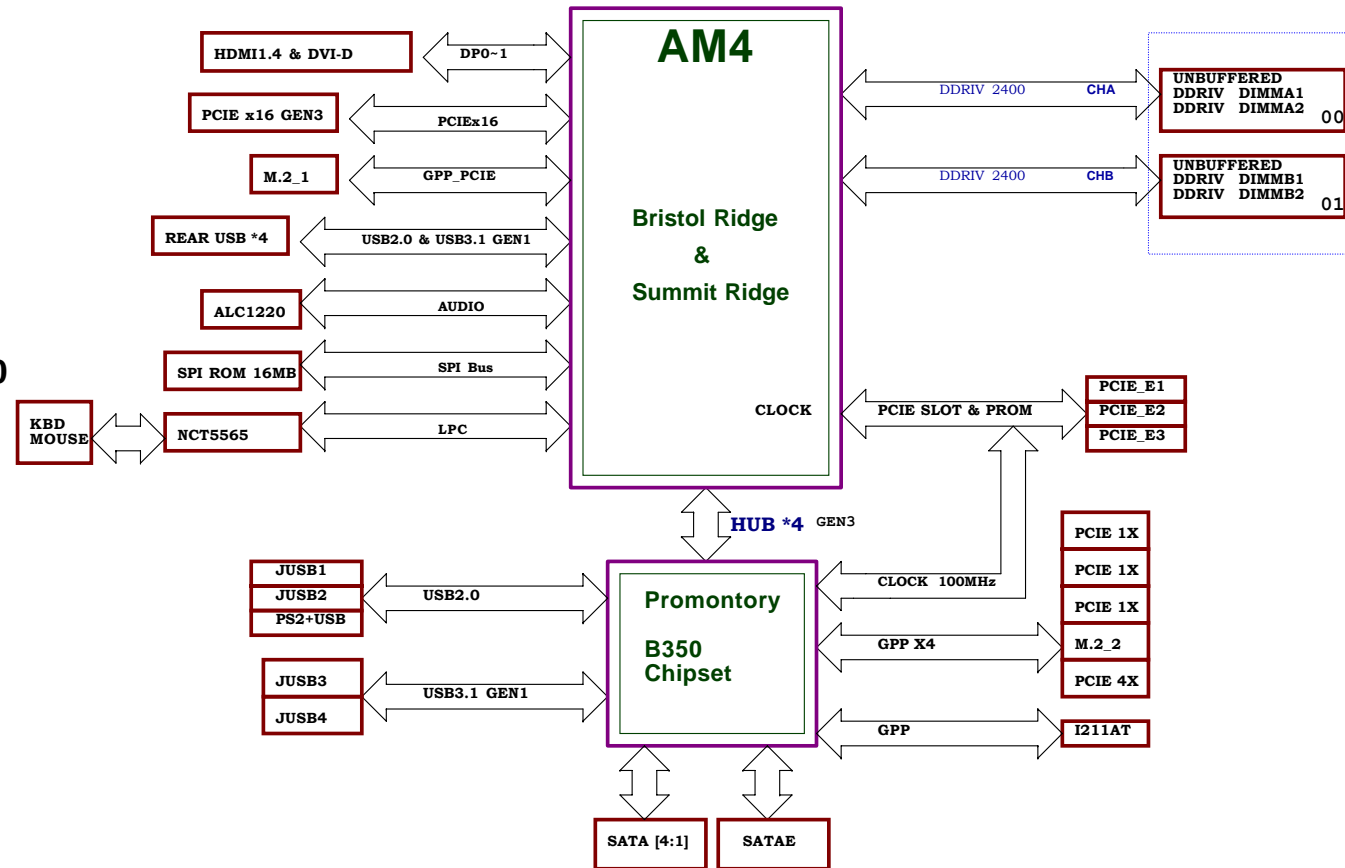 AM4
Bristol Ridge
&
Summit Ridge
CLOCK
HDMI1.4 & DVI-D
DP0~1
PCIE x16 GEN3
PCIEx16
M.2_1
GPP_PCIE
REAR USB *4
USB2.0 & USB3.1 GEN1
ALC1220
AUDIO
SPI ROM 16MB
SPI Bus
0
KBD
MOUSE
NCT5565
LPC
DDRIV 2400 CHA
UNBUFFERED
DDRIV DIMMA1
DDRIV DIMMA2
00
DDRIV 2400 CHB
UNBUFFERED
DDRIV DIMMB1
DDRIV DIMMB2
01
PCIE SLOT & PROM
PCIE_E1
PCIE_E2
PCIE_E3
HUB *4 GEN3
Promontory
B350
Chipset
JUSB1
JUSB2
PS2+USB
USB2.0
JUSB3
JUSB4
USB3.1 GEN1
CLOCK 100MHz
GPP X4
PCIE 1X
PCIE 1X
PCIE 1X
M.2_2
PCIE 4X
GPP
I211AT
SATA [4:1]
SATAE